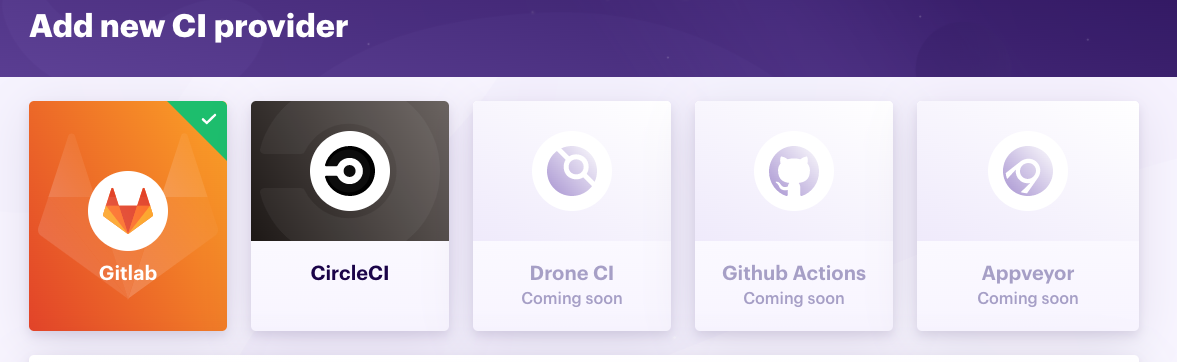 Add new CI provider
Gitlab
CircleCI
Drone CI
Coming soon
Github Actions
Coming soon
Appveyor
Coming soon